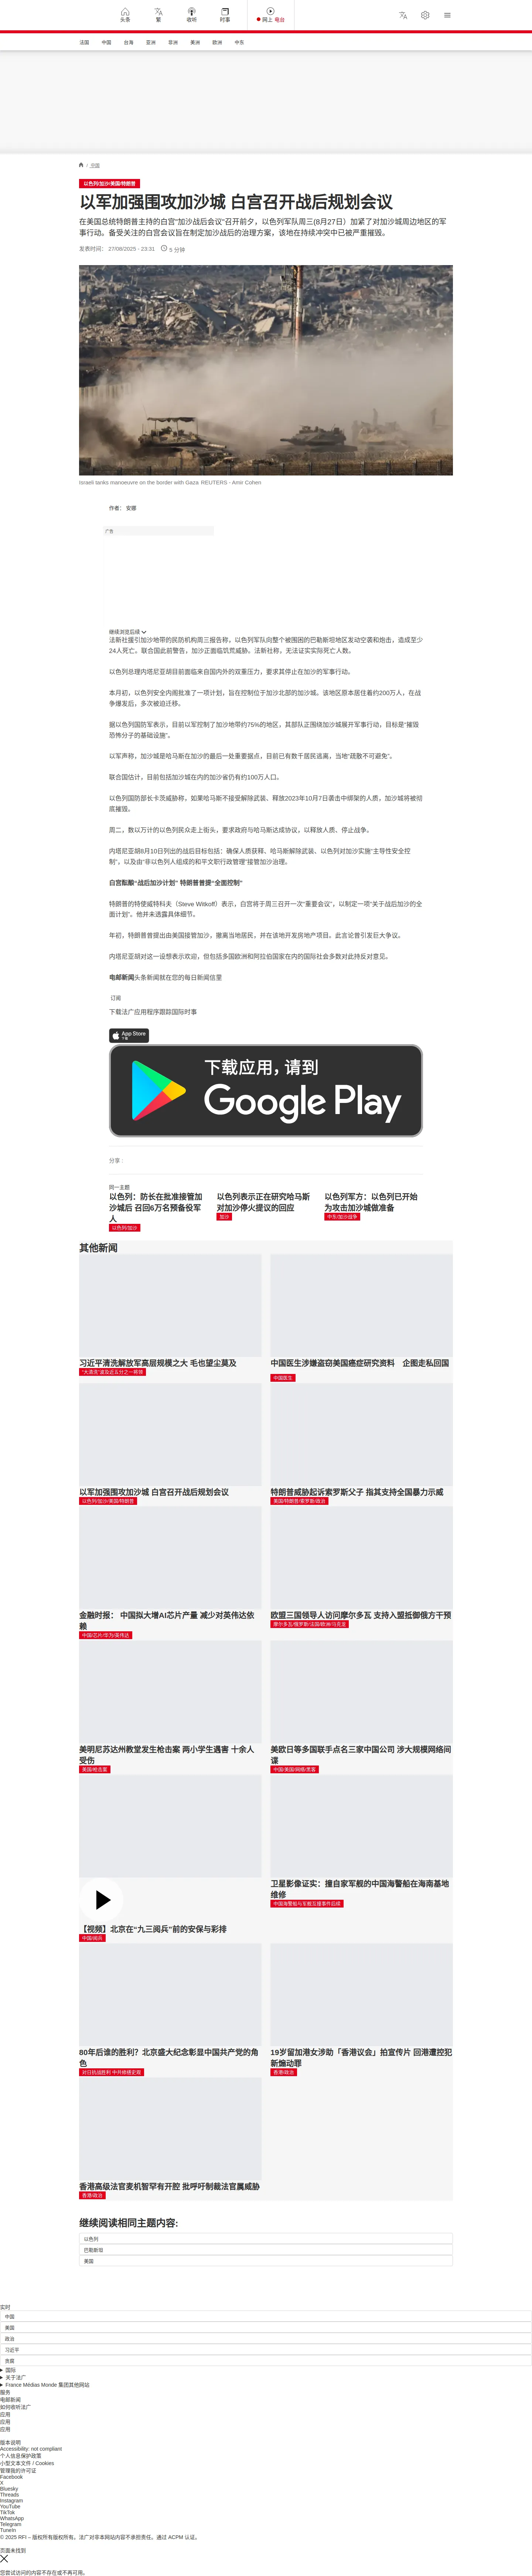 头条
繁
收听
时事
网上 电台
法国
中国
台海
亚洲
非洲
美洲
欧洲
中东
/ 中国
以色列/加沙/美国/特朗普
以军加强围攻加沙城 白宫召开战后规划会议
在美国总统特朗普主持的白宫“加沙战后会议”召开前夕，以色列军队周三(8月27日）加紧了对加沙城周边地区的军事行动。备受关注的白宫会议旨在制定加沙战后的治理方案，该地在持续冲突中已被严重摧毁。
发表时间： 27/08/2025 - 23:31
5 分钟
Israeli tanks manoeuvre on the border with Gaza REUTERS - Amir Cohen
作者： 安娜
广告
继续浏览后续
法新社援引加沙地带的民防机构周三报告称，以色列军队向整个被围困的巴勒斯坦地区发动空袭和炮击，造成至少
24人死亡。联合国此前警告，加沙正面临饥荒威胁。法新社称，无法证实实际死亡人数。
以色列总理内塔尼亚胡目前面临来自国内外的双重压力，要求其停止在加沙的军事行动。
本月初，以色列安全内阁批准了一项计划，旨在控制位于加沙北部的加沙城。该地区原本居住着约200万人，在战
争爆发后，多次被迫迁移。
据以色列国防军表示，目前以军控制了加沙地带约75%的地区，其部队正围绕加沙城展开军事行动，目标是“摧毁
恐怖分子的基础设施”。
以军声称，加沙城是哈马斯在加沙的最后一处重要据点，目前已有数千居民逃离，当地“疏散不可避免”。
联合国估计，目前包括加沙城在内的加沙省仍有约100万人口。
以色列国防部长卡茨威胁称，如果哈马斯不接受解除武装、释放2023年10月7日袭击中绑架的人质，加沙城将被彻
底摧毁。
周二，数以万计的以色列民众走上街头，要求政府与哈马斯达成协议，以释放人质、停止战争。
内塔尼亚胡8月10日列出的战后目标包括：确保人质获释、哈马斯解除武装、以色列对加沙实施“主导性安全控
制”，以及由“非以色列人组成的和平文职行政管理”接管加沙治理。
白宫酝酿“战后加沙计划” 特朗普曾提“全面控制”
特朗普的特使威特科夫（Steve Witkoff）表示，白宫将于周三召开一次“重要会议”，以制定一项“关于战后加沙的全
面计划”。他并未透露具体细节。
年初，特朗普曾提出由美国接管加沙，撤离当地居民，并在该地开发房地产项目。此言论曾引发巨大争议。
内塔尼亚胡对这一设想表示欢迎，但包括多国欧洲和阿拉伯国家在内的国际社会多数对此持反对意见。
电邮新闻头条新闻就在您的每日新闻信里
订阅
下载法广应用程序跟踪国际时事
App Store
下载
下载应用，请到
Google Play
分享 :
同一主题
以色列：防长在批准接管加沙城后 召回6万名预备役军人
以色列/加沙
以色列表示正在研究哈马斯对加沙停火提议的回应
加沙
以色列军方：以色列已开始为攻击加沙城做准备
中东/加沙战争
其他新闻
习近平清洗解放军高层规模之大 毛也望尘莫及
“大清洗”波及近五分之一将领
中国医生涉嫌盗窃美国癌症研究资料　企图走私回国
中国医生
以军加强围攻加沙城 白宫召开战后规划会议
以色列/加沙/美国/特朗普
特朗普威胁起诉索罗斯父子 指其支持全国暴力示威
美国/特朗普/索罗斯/政治
金融时报： 中国拟大增AI芯片产量 减少对英伟达依赖
中国/芯片/华为/英伟达
欧盟三国领导人访问摩尔多瓦 支持入盟抵御俄方干预
摩尔多瓦/俄罗斯/法国/欧洲/马克龙
美明尼苏达州教堂发生枪击案 两小学生遇害 十余人受伤
美国/枪击案
美欧日等多国联手点名三家中国公司 涉大规模网络间谍
中国/美国/网络/黑客
【视频】北京在“九三阅兵”前的安保与彩排
中国/阅兵
卫星影像证实：撞自家军舰的中国海警船在海南基地维修
中国海警船与军舰互撞事件后续
80年后谁的胜利？北京盛大纪念彰显中国共产党的角色
对日抗战胜利 中共修建史观
19岁留加港女涉助「香港议会」拍宣传片 回港遭控犯新煽动罪
香港/政治
香港高级法官麦机智罕有开腔 批呼吁制裁法官属威胁
香港/政治
继续阅读相同主题内容:
以色列
巴勒斯坦
美国
实时
中国
美国
政治
习近平
贪腐
国际
关于法广
France Médias Monde 集团其他网站
服务
电邮新闻
如何收听法广
应用
应用
应用
版本说明
Accessibility: not compliant
个人信息保护政策
小型文本文件 / Cookies
管理我的许可证
Facebook
X
Bluesky
Threads
Instagram
YouTube
TikTok
WhatsApp
Telegram
TuneIn
© 2025 RFI – 版权所有版权所有。法广对非本网站内容不承担责任。通过 ACPM 认证。
页面未找到
您尝试访问的内容不存在或不再可用。